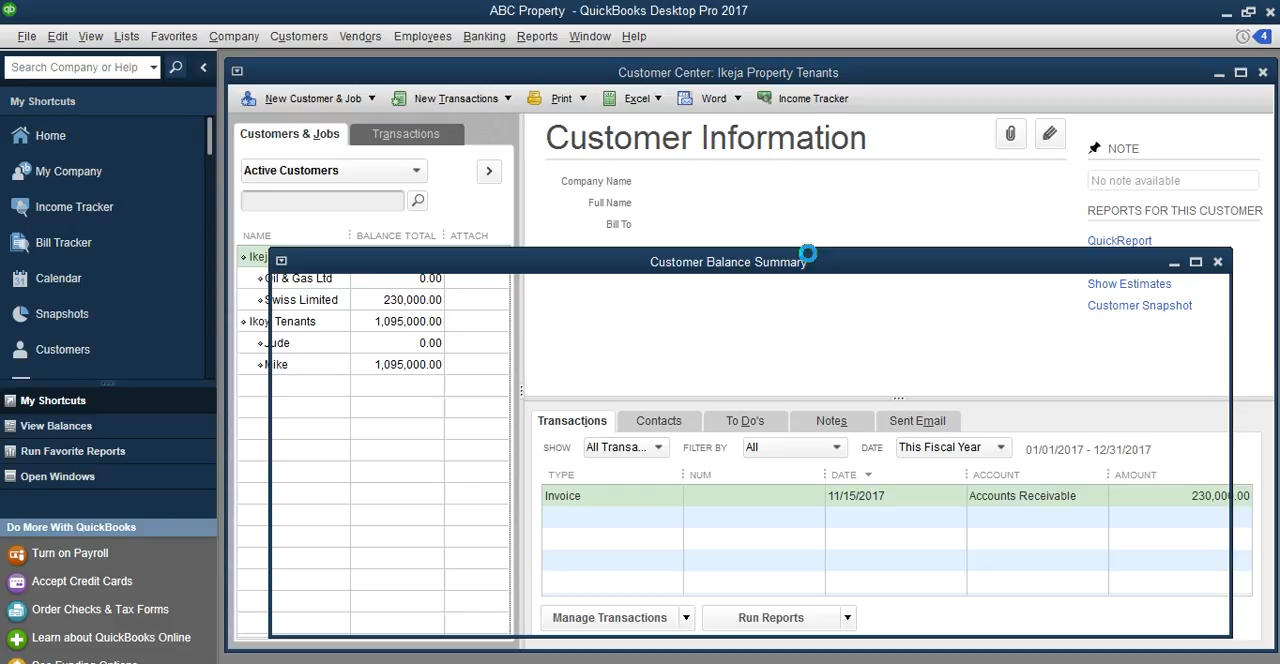 ABC Property - QuickBooks Desktop Pro 2017
File Edit View Lists Favorites Company Customers Vendors Employees Banking Reports Window Help
4
Search Company or Help
My Shortcuts
Home
My Company
Income Tracker
Bill Tracker
Calendar
Snapshots
Customers
My Shortcuts
View Balances
Run Favorite Reports
Open Windows
Do More With QuickBooks
Turn on Payroll
Accept Credit Cards
Order Checks & Tax Forms
Learn about QuickBooks Online
See Funding Options
Customer Center: Ikeja Property Tenants
New Customer & Job New Transactions Print Excel Word Income Tracker
Customers & Jobs Transactions
Active Customers
NAME BALANCE TOTAL ATTACH
Ikej
Oil & Gas Ltd 0.00
Swiss Limited 230,000.00
Ikoy Tenants 1,095,000.00
Jude 0.00
Mike 1,095,000.00
Customer Information
Company Name
Full Name
Bill To
NOTE
No note available
REPORTS FOR THIS CUSTOMER
QuickReport
Customer Balance Summary
Show Estimates
Customer Snapshot
Transactions Contacts To Do's Notes Sent Email
SHOW All Transa... FILTER BY All DATE This Fiscal Year 01/01/2017 - 12/31/2017
TYPE NUM DATE ACCOUNT AMOUNT
Invoice 11/15/2017 Accounts Receivable 230,000.00
Manage Transactions Run Reports